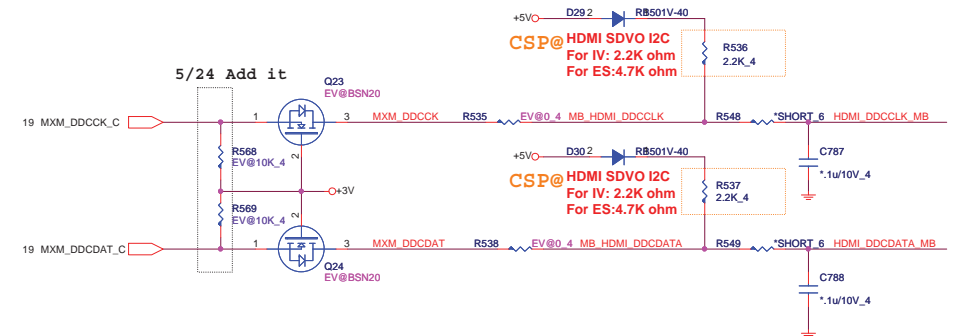 +5V D29 2 RB501V-40
CSP@ HDMI SDVO I2C
For IV: 2.2K ohm
For ES:4.7K ohm
R536
2.2K_4
5/24 Add it
Q23
EV@BSN20
19 MXM_DDCCK_C 1 3 MXM_DDCCK R535 EV@0_4 MB_HDMI_DDCCLK R548 *SHORT_6 HDMI_DDCCLK_MB
2
R568
EV@10K_4
C787
*.1u/10V_4
+5V D30 2 RB501V-40
CSP@ HDMI SDVO I2C
For IV: 2.2K ohm
For ES:4.7K ohm
R537
2.2K_4
+3V
R569
EV@10K_4
2
19 MXM_DDCDAT_C 1 3 MXM_DDCDAT R538 EV@0_4 MB_HDMI_DDCDATA R549 *SHORT_6 HDMI_DDCDATA_MB
Q24
EV@BSN20
C788
*.1u/10V_4